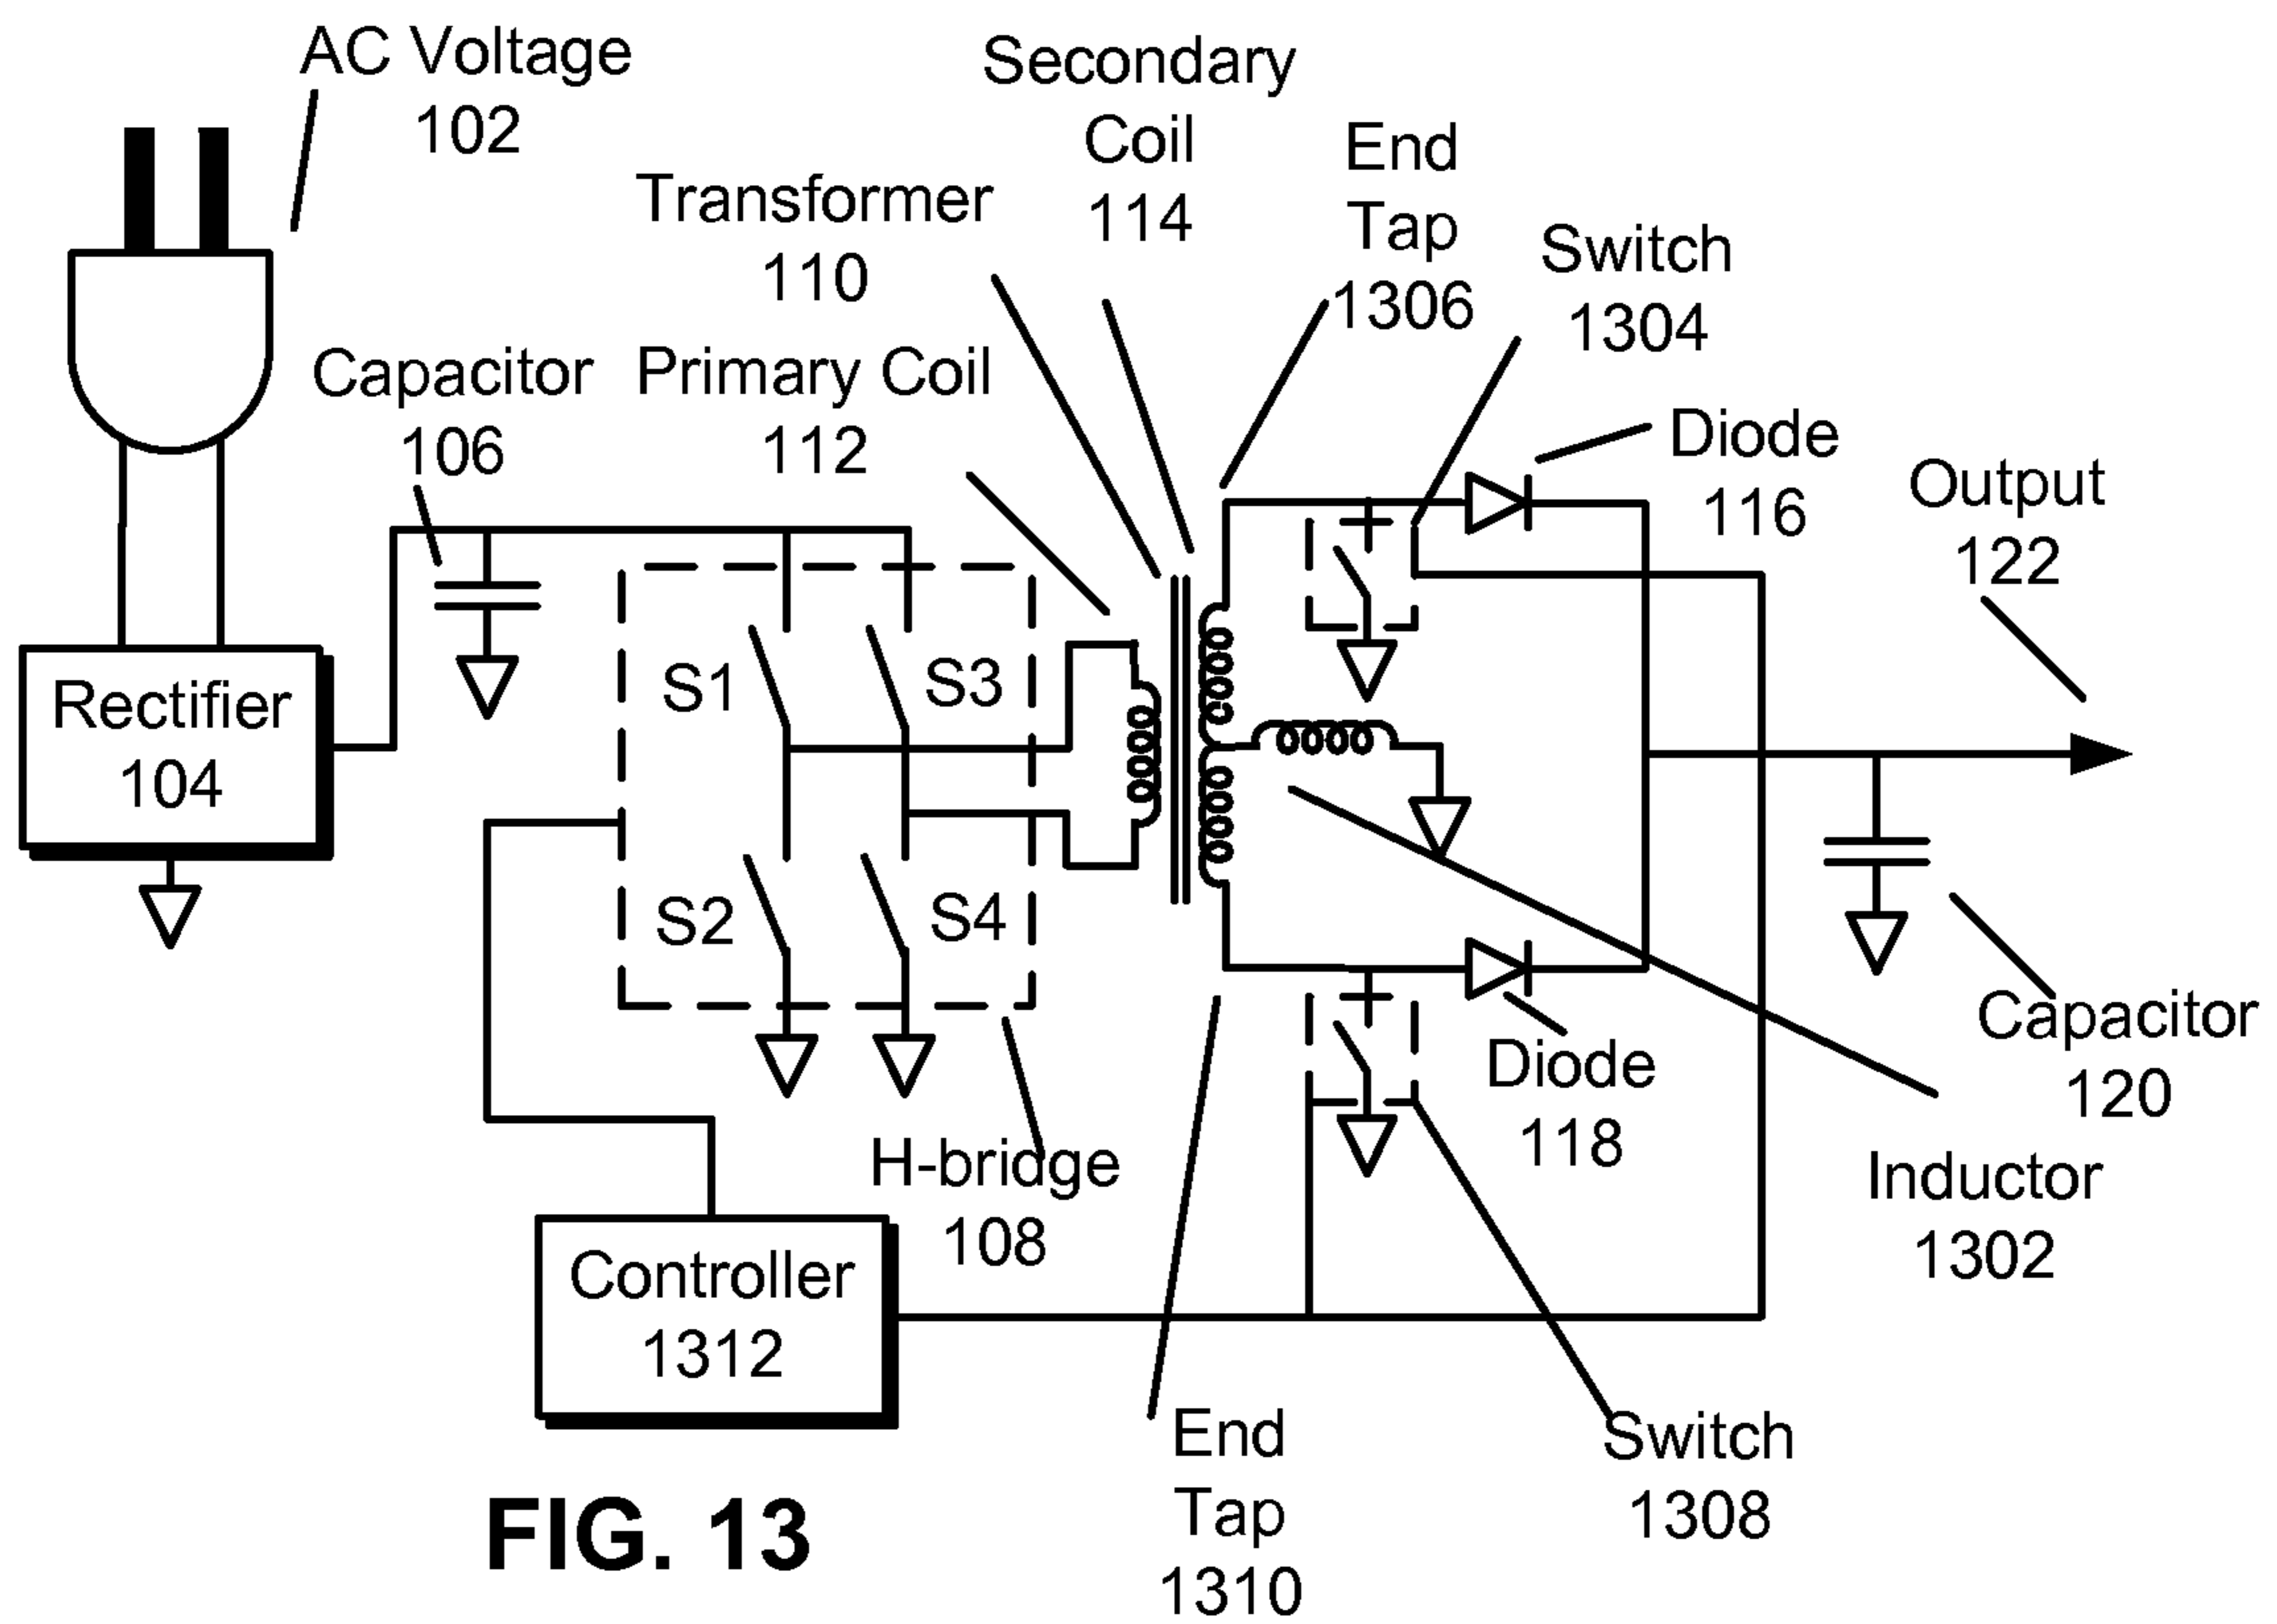 AC Voltage
102
Secondary
Coil
114
End
Tap
1306
Transformer
110
Switch
1304
Capacitor
106
Primary Coil
112
Diode
116
Output
122
Rectifier
104
S1
S3
S2
S4
Capacitor
120
Diode
118
H-bridge
108
Inductor
1302
Controller
1312
End
Tap
1310
Switch
1308
FIG. 13